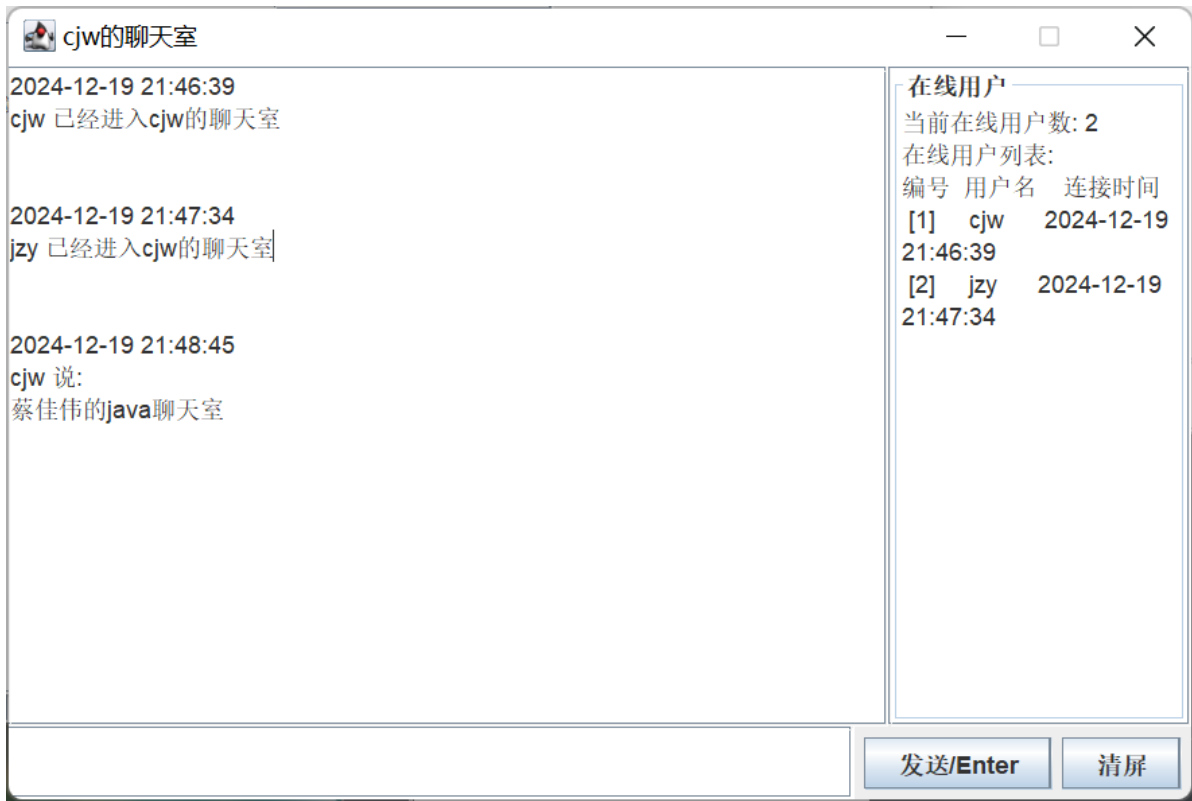 cjw的聊天室
2024-12-19 21:46:39
cjw 已经进入cjw的聊天室
2024-12-19 21:47:34
jzy 已经进入cjw的聊天室
2024-12-19 21:48:45
cjw 说:
蔡佳伟的java聊天室
在线用户
当前在线用户数: 2
在线用户列表:
编号 用户名 连接时间
[1] cjw 2024-12-19
21:46:39
[2] jzy 2024-12-19
21:47:34
发送/Enter
清屏